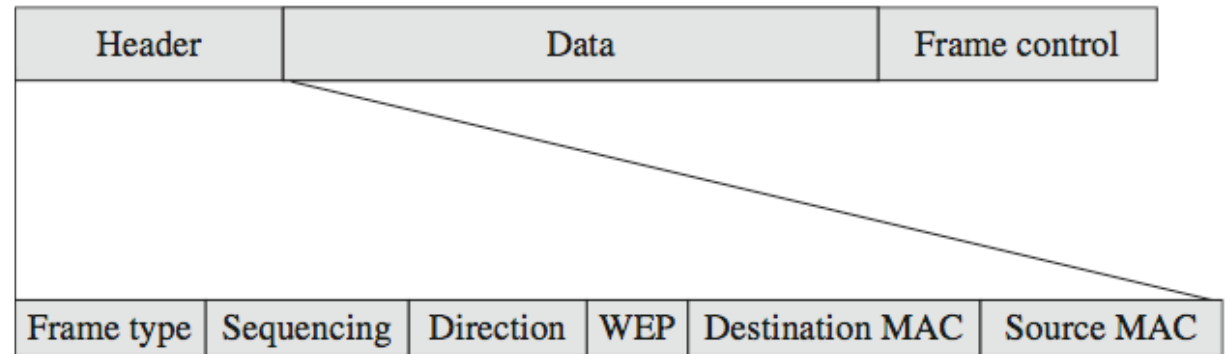 Header Data Frame control
Frame type Sequencing Direction WEP Destination MAC Source MAC